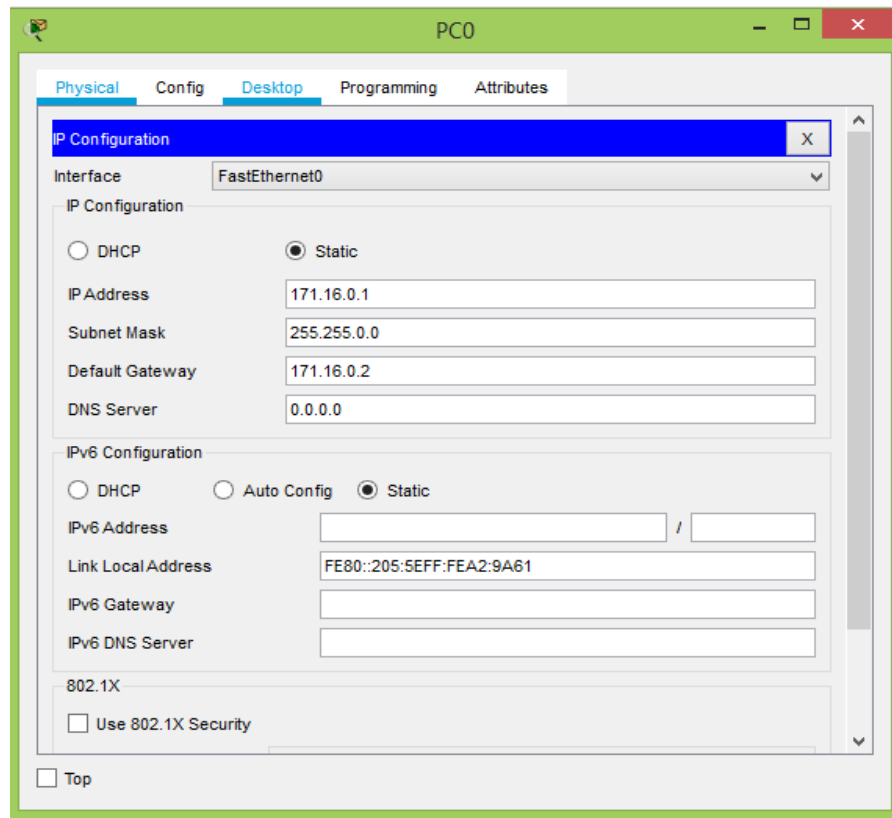 PC0
Physical Config Desktop Programming Attributes
IP Configuration X
Interface FastEthernet0
IP Configuration
DHCP Static
IP Address 171.16.0.1
Subnet Mask 255.255.0.0
Default Gateway 171.16.0.2
DNS Server 0.0.0.0
IPv6 Configuration
DHCP Auto Config Static
IPv6 Address /
Link Local Address FE80::205:5EFF:FEA2:9A61
IPv6 Gateway
IPv6 DNS Server
802.1X
Use 802.1X Security
Top